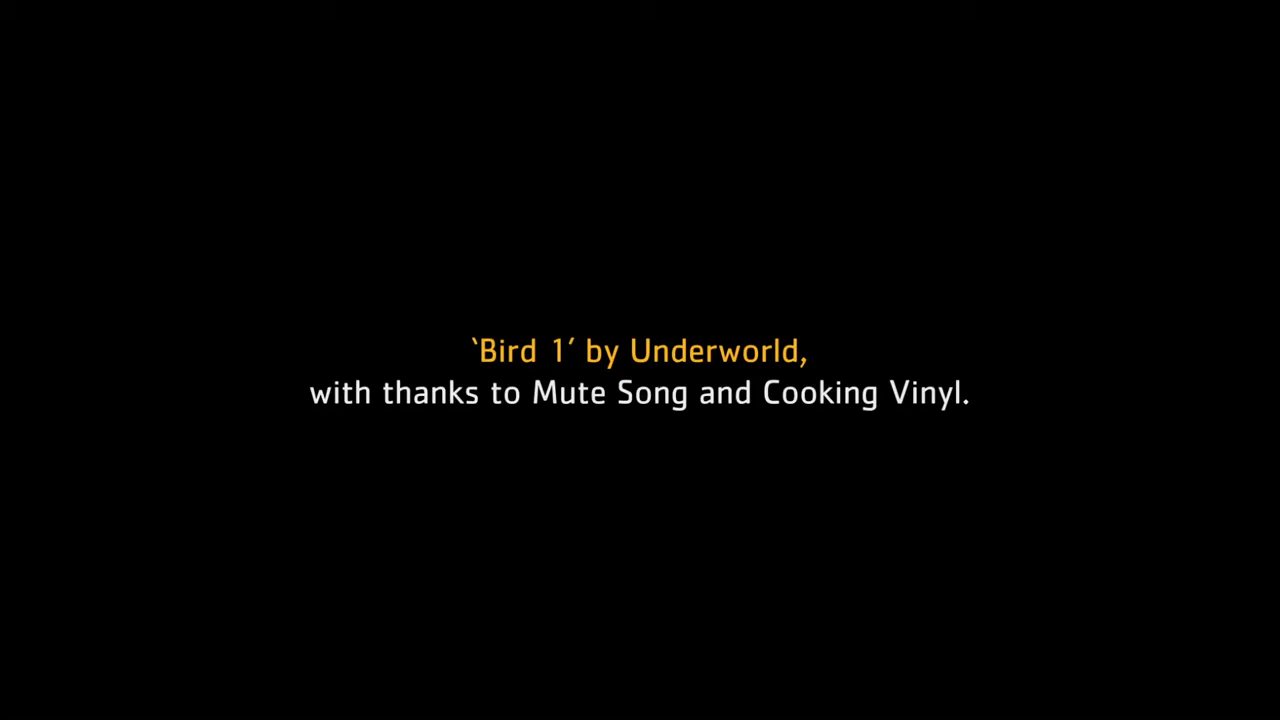 ‘Bird 1’ by Underworld,
with thanks to Mute Song and Cooking Vinyl.